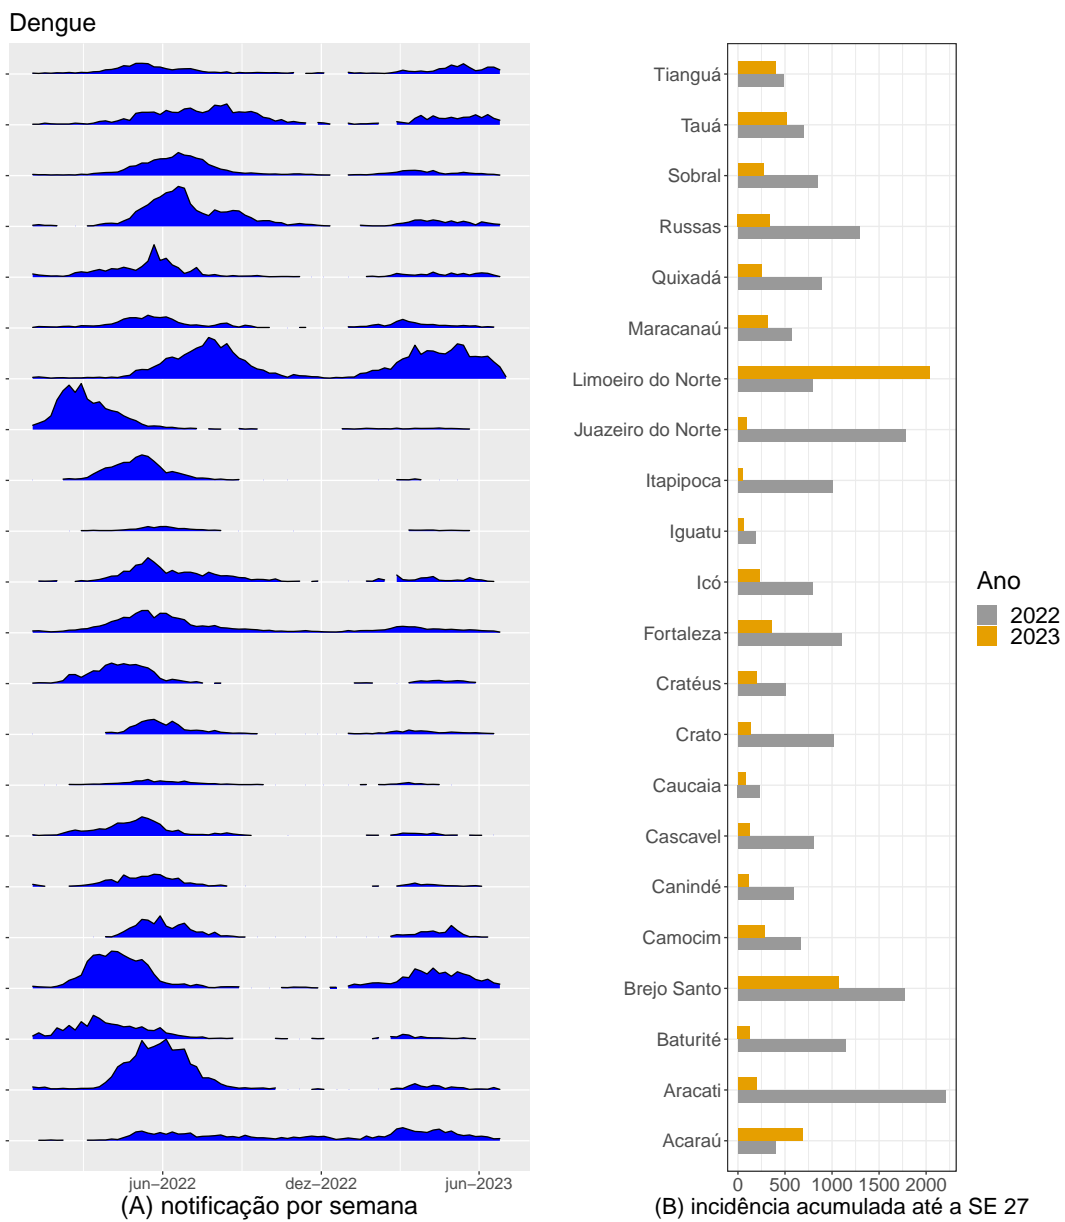 Dengue
Tianguá
Tauá
Sobral
Russas
Quixadá
Maracanaú
Limoeiro do Norte
Juazeiro do Norte
Itapipoca
Iguatu
Icó
Fortaleza
Cratéus
Crato
Caucaia
Cascavel
Canindé
Camocim
Brejo Santo
Baturité
Aracati
Acaraú
Ano
2022
2023
jun−2022 dez−2022 jun−2023
0 500 1000 1500 2000
(A) notificação por semana
(B) incidência acumulada até a SE 27